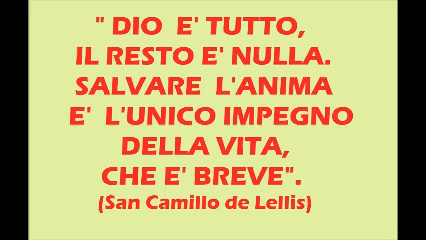 " DIO E' TUTTO,
IL RESTO E' NULLA.
SALVARE L'ANIMA
E' L'UNICO IMPEGNO
DELLA VITA,
CHE E' BREVE".
(San Camillo de Lellis)